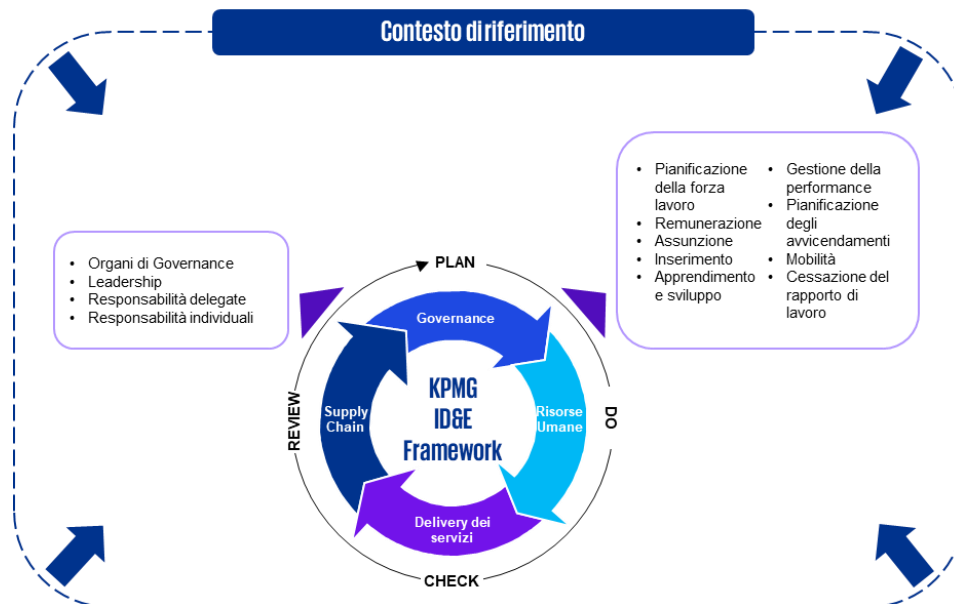 Contesto di riferimento
• Organi di Governance
• Leadership
• Responsabilità delegate
• Responsabilità individuali
• Pianificazione
della forza
lavoro
• Remunerazione
• Assunzione
• Inserimento
• Apprendimento
e sviluppo
• Gestione della
performance
• Pianificazione
degli
avvicendamenti
• Mobilità
• Cessazione del
rapporto di
lavoro
PLAN
Governance
KPMG
ID&E
Framework
Supply
Chain
Risorse
Umane
REVIEW
DO
Delivery dei
servizi
CHECK